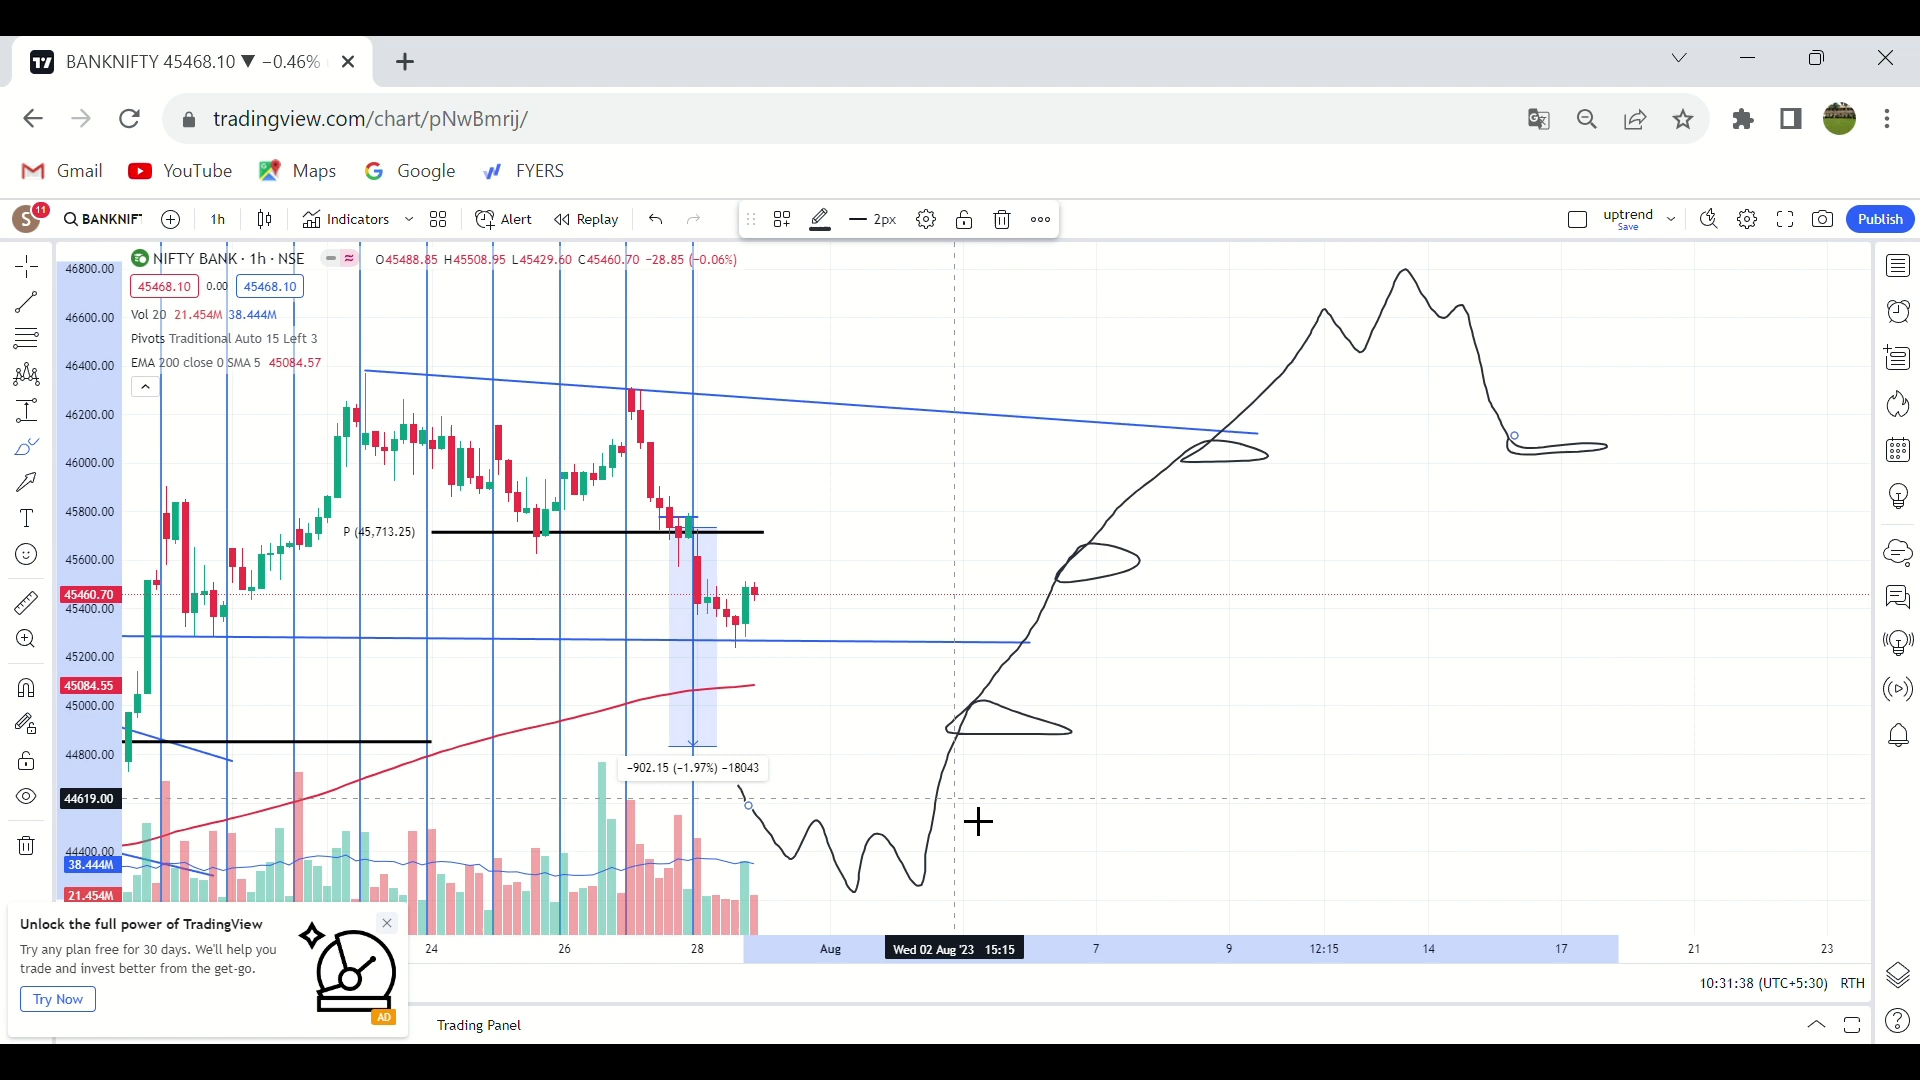 BANKNIFTY 45468.10 ▼ −0.46%
tradingview.com/chart/pNwBmrij/
Gmail YouTube Maps Google FYERS
S 11 BANKNIF 1h Indicators Alert Replay 2px uptrend Save Publish
NIFTY BANK · 1h · NSE O45488.85 H45508.95 L45429.60 C45460.70 −28.85 (−0.06%)
45468.10 0.00 45468.10
Vol 20 21.454M 38.444M
Pivots Traditional Auto 15 Left 3
EMA 200 close 0 SMA 5 45084.57
46800.00
46600.00
46400.00
46200.00
46000.00
45800.00
P (45,713.25)
45600.00
45460.70
45400.00
45200.00
45084.55
45000.00
44800.00
−902.15 (−1.97%) −18043
44619.00
44400.00
38.444M
21.454M
24 26 28 Aug Wed 02 Aug '23 15:15 7 9 12:15 14 17 21 23
Unlock the full power of TradingView
Try any plan free for 30 days. We'll help you
trade and invest better from the get-go.
Try Now
AD
10:31:38 (UTC+5:30) RTH
Trading Panel